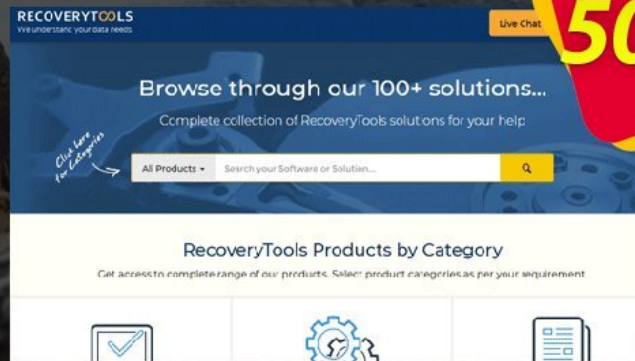 RECOVERYTOOLS
We understand your data needs
Live Chat
50
Browse through our 100+ solutions...
Complete collection of RecoveryTools solutions for your help
Click here
for Categories
All Products
Search your Software or Solution...
RecoveryTools Products by Category
Get access to complete range of our products. Select product categories as per your requirement